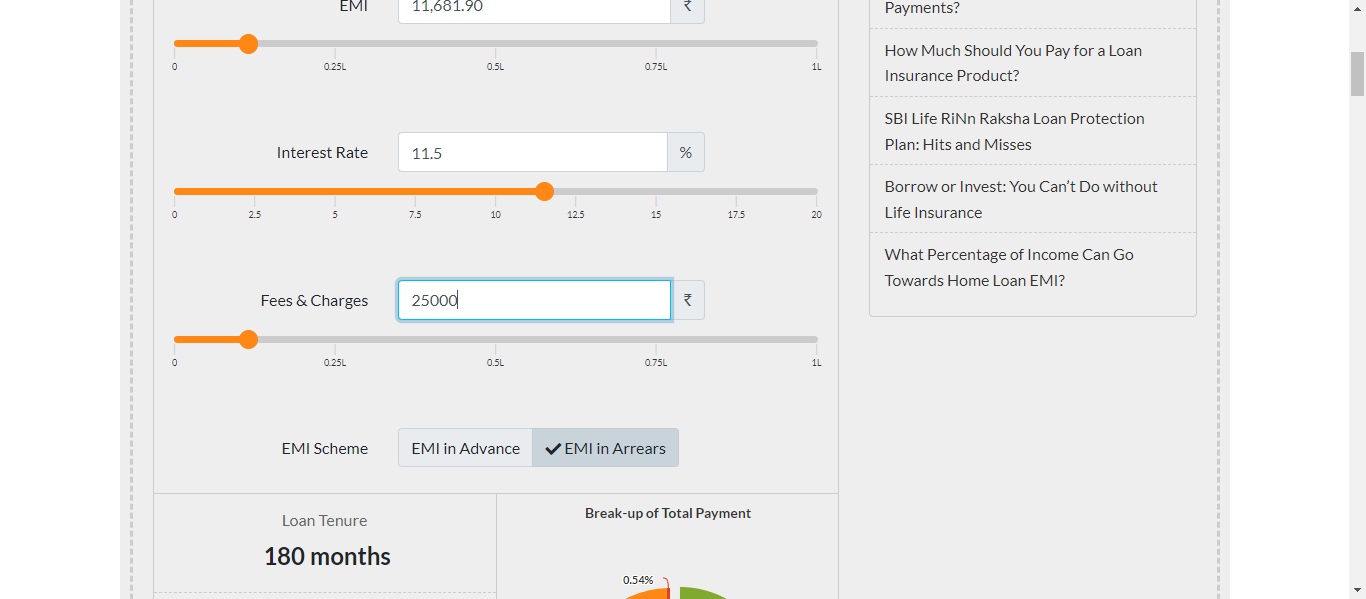 EMI
11,681.90
₹
0
0.25L
0.5L
0.75L
1L
Interest Rate
11.5
%
0
2.5
5
7.5
10
12.5
15
17.5
20
Fees & Charges
25000
₹
0
0.25L
0.5L
0.75L
1L
EMI Scheme
EMI in Advance
EMI in Arrears
Loan Tenure
180 months
Break-up of Total Payment
0.54%
Payments?
How Much Should You Pay for a Loan
Insurance Product?
SBI Life RiNn Raksha Loan Protection
Plan: Hits and Misses
Borrow or Invest: You Can’t Do without
Life Insurance
What Percentage of Income Can Go
Towards Home Loan EMI?